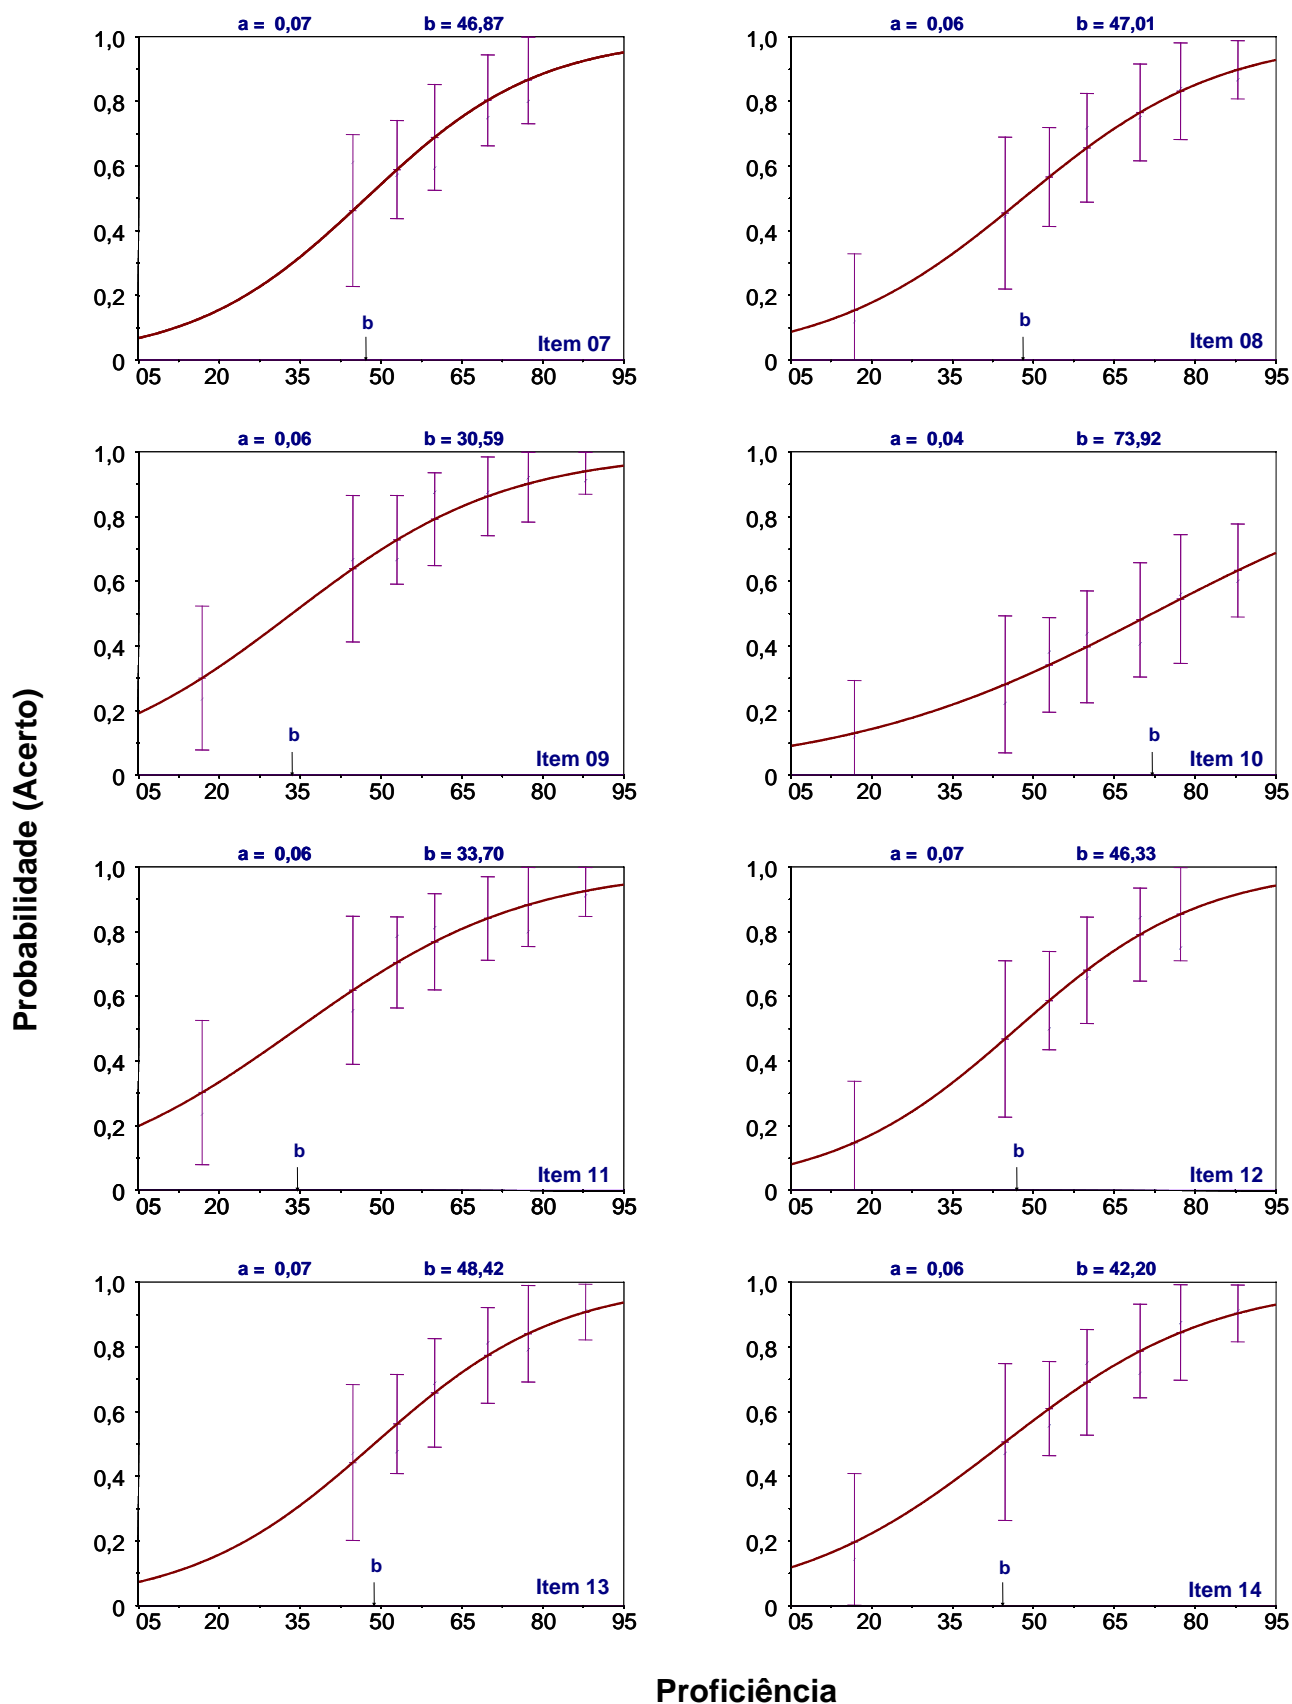 a = 0,07 b = 46,87
1,0
0,8
0,6
0,4
0,2
0
b
Item 07
05 20 35 50 65 80 95
a = 0,06 b = 47,01
1,0
0,8
0,6
0,4
0,2
0
b
Item 08
05 20 35 50 65 80 95
a = 0,06 b = 30,59
1,0
0,8
0,6
0,4
0,2
0
b
Item 09
05 20 35 50 65 80 95
a = 0,04 b = 73,92
1,0
0,8
0,6
0,4
0,2
0
b
Item 10
05 20 35 50 65 80 95
Probabilidade (Acerto)
a = 0,06 b = 33,70
1,0
0,8
0,6
0,4
0,2
0
b
Item 11
05 20 35 50 65 80 95
a = 0,07 b = 46,33
1,0
0,8
0,6
0,4
0,2
0
b
Item 12
05 20 35 50 65 80 95
a = 0,07 b = 48,42
1,0
0,8
0,6
0,4
0,2
0
b
Item 13
05 20 35 50 65 80 95
a = 0,06 b = 42,20
1,0
0,8
0,6
0,4
0,2
0
b
Item 14
05 20 35 50 65 80 95
Proficiência